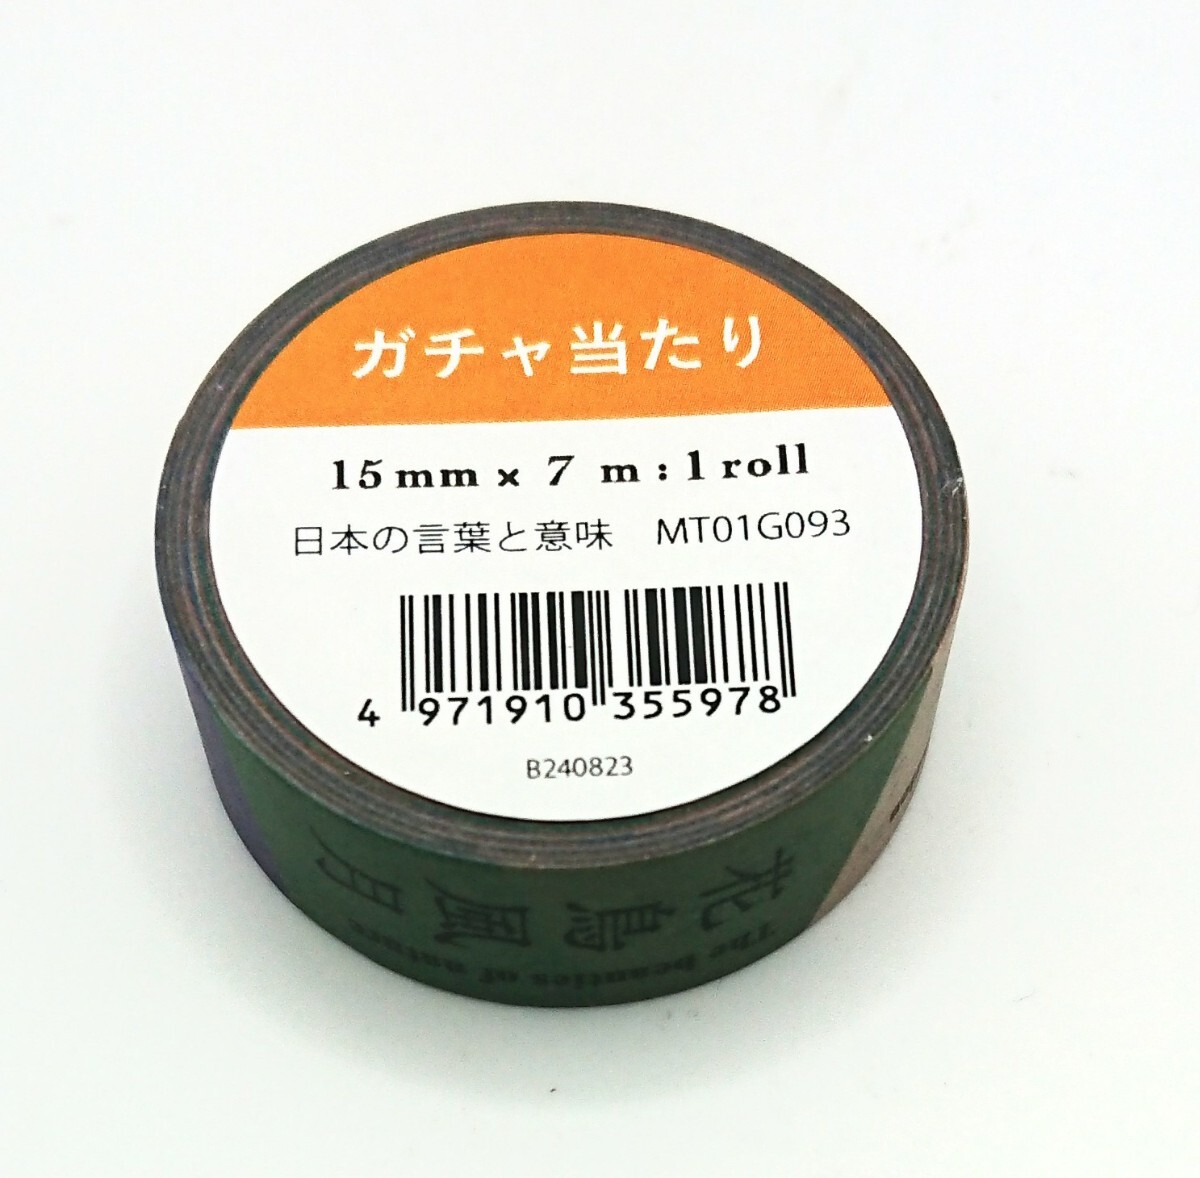 ガチャ当たり
15mm × 7 m : 1 roll
日本の言葉と意味 MT01G093
4 971910 355978
B240823
花鳥風月
The beauties of nature